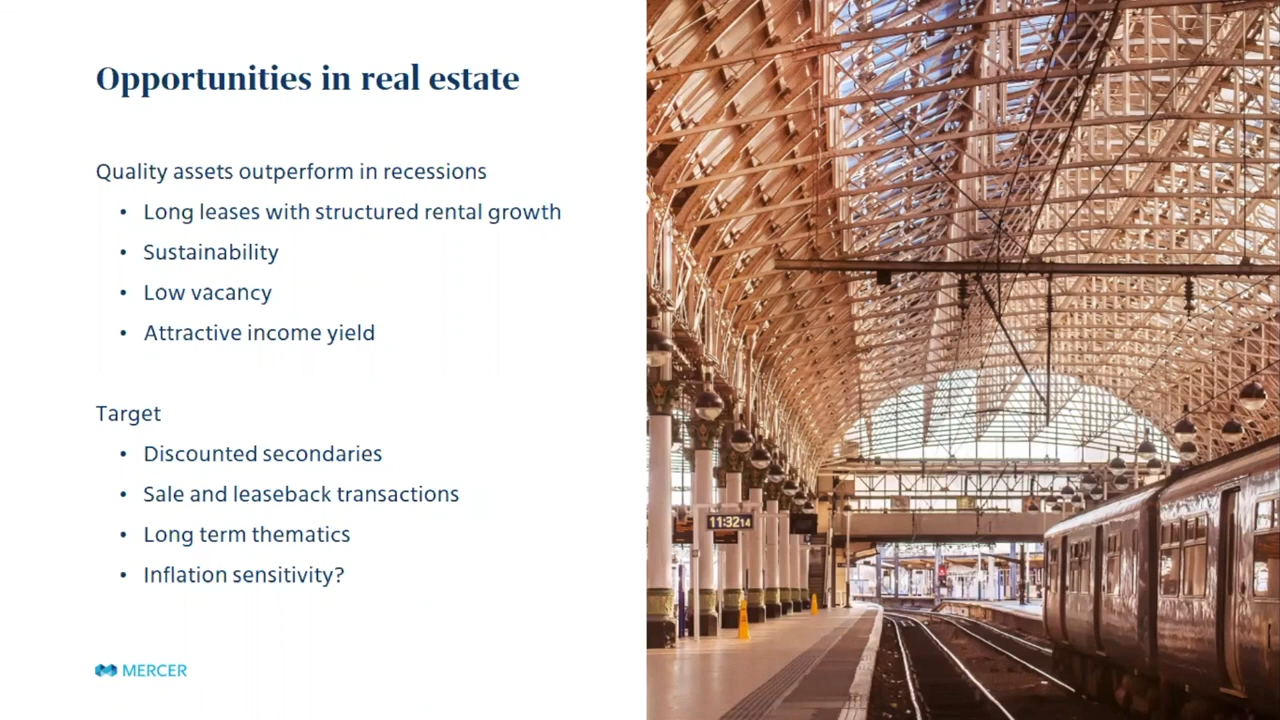 Opportunities in real estate
Quality assets outperform in recessions
• Long leases with structured rental growth
• Sustainability
• Low vacancy
• Attractive income yield
Target
• Discounted secondaries
• Sale and leaseback transactions
• Long term thematics
• Inflation sensitivity?
MERCER
11:32 14